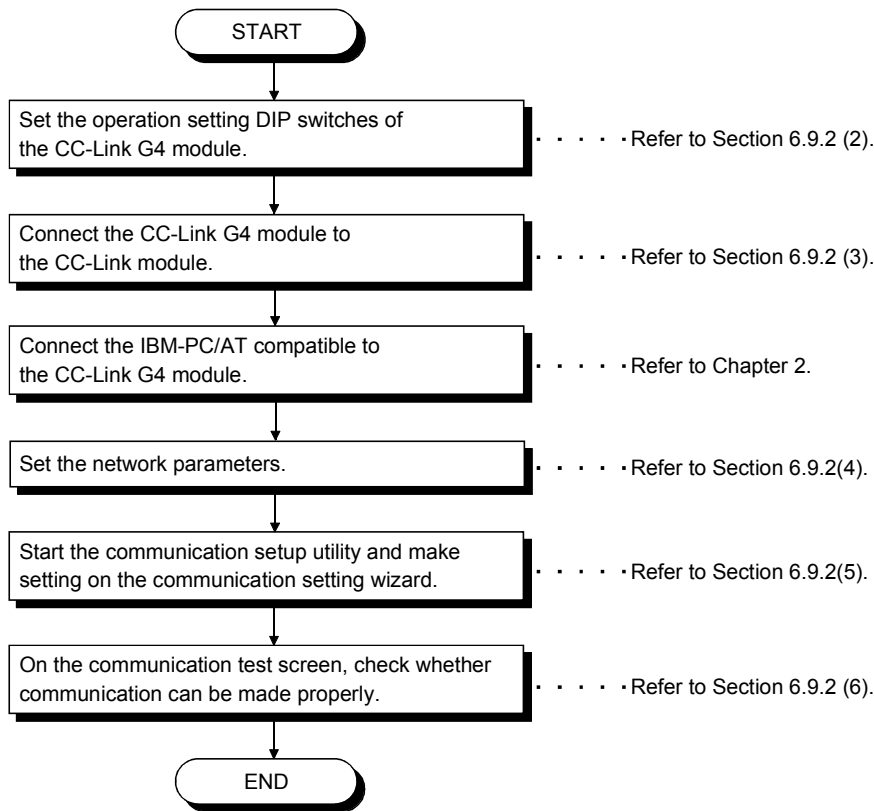 START
Set the operation setting DIP switches of
the CC-Link G4 module.
· · · · · Refer to Section 6.9.2 (2).
Connect the CC-Link G4 module to
the CC-Link module.
· · · · · Refer to Section 6.9.2 (3).
Connect the IBM-PC/AT compatible to
the CC-Link G4 module.
· · · · · Refer to Chapter 2.
Set the network parameters.
· · · · · Refer to Section 6.9.2(4).
Start the communication setup utility and make
setting on the communication setting wizard.
· · · · · Refer to Section 6.9.2(5).
On the communication test screen, check whether
communication can be made properly.
· · · · · Refer to Section 6.9.2 (6).
END